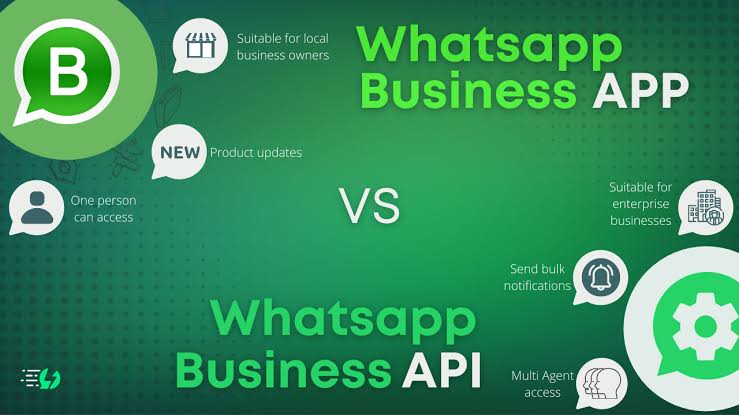 B
Suitable for local
business owners
Whatsapp
Business APP
NEW
Product updates
One person
can access
VS
Suitable for
enterprise
businesses
Send bulk
notifications
Whatsapp
Business API
Multi Agent
access